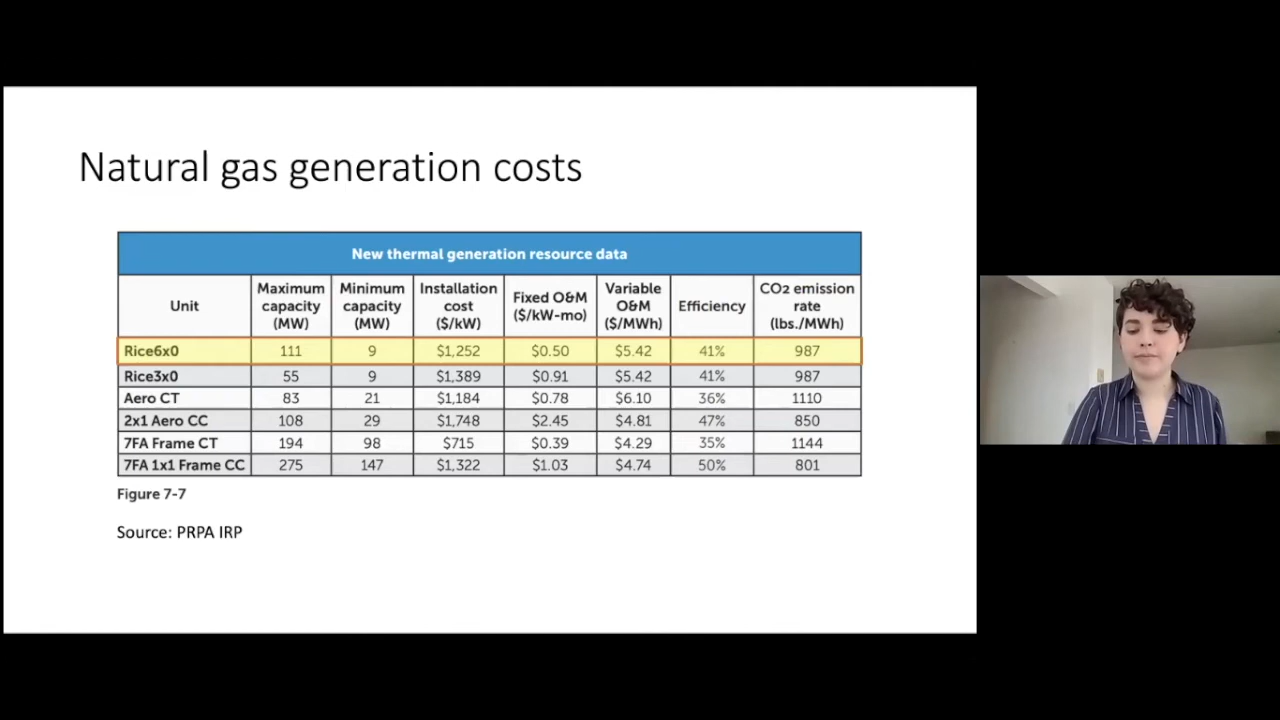 Natural gas generation costs
New thermal generation resource data
Unit Maximum capacity (MW) Minimum capacity (MW) Installation cost ($/kW) Fixed O&M ($/kW-mo) Variable O&M ($/MWh) Efficiency CO2 emission rate (lbs./MWh)
Rice6x0 111 9 $1,252 $0.50 $5.42 41% 987
Rice3x0 55 9 $1,389 $0.91 $5.42 41% 987
Aero CT 83 21 $1,184 $0.78 $6.10 36% 1110
2x1 Aero CC 108 29 $1,748 $2.45 $4.81 47% 850
7FA Frame CT 194 98 $715 $0.39 $4.29 35% 1144
7FA 1x1 Frame CC 275 147 $1,322 $1.03 $4.74 50% 801
Figure 7-7
Source: PRPA IRP